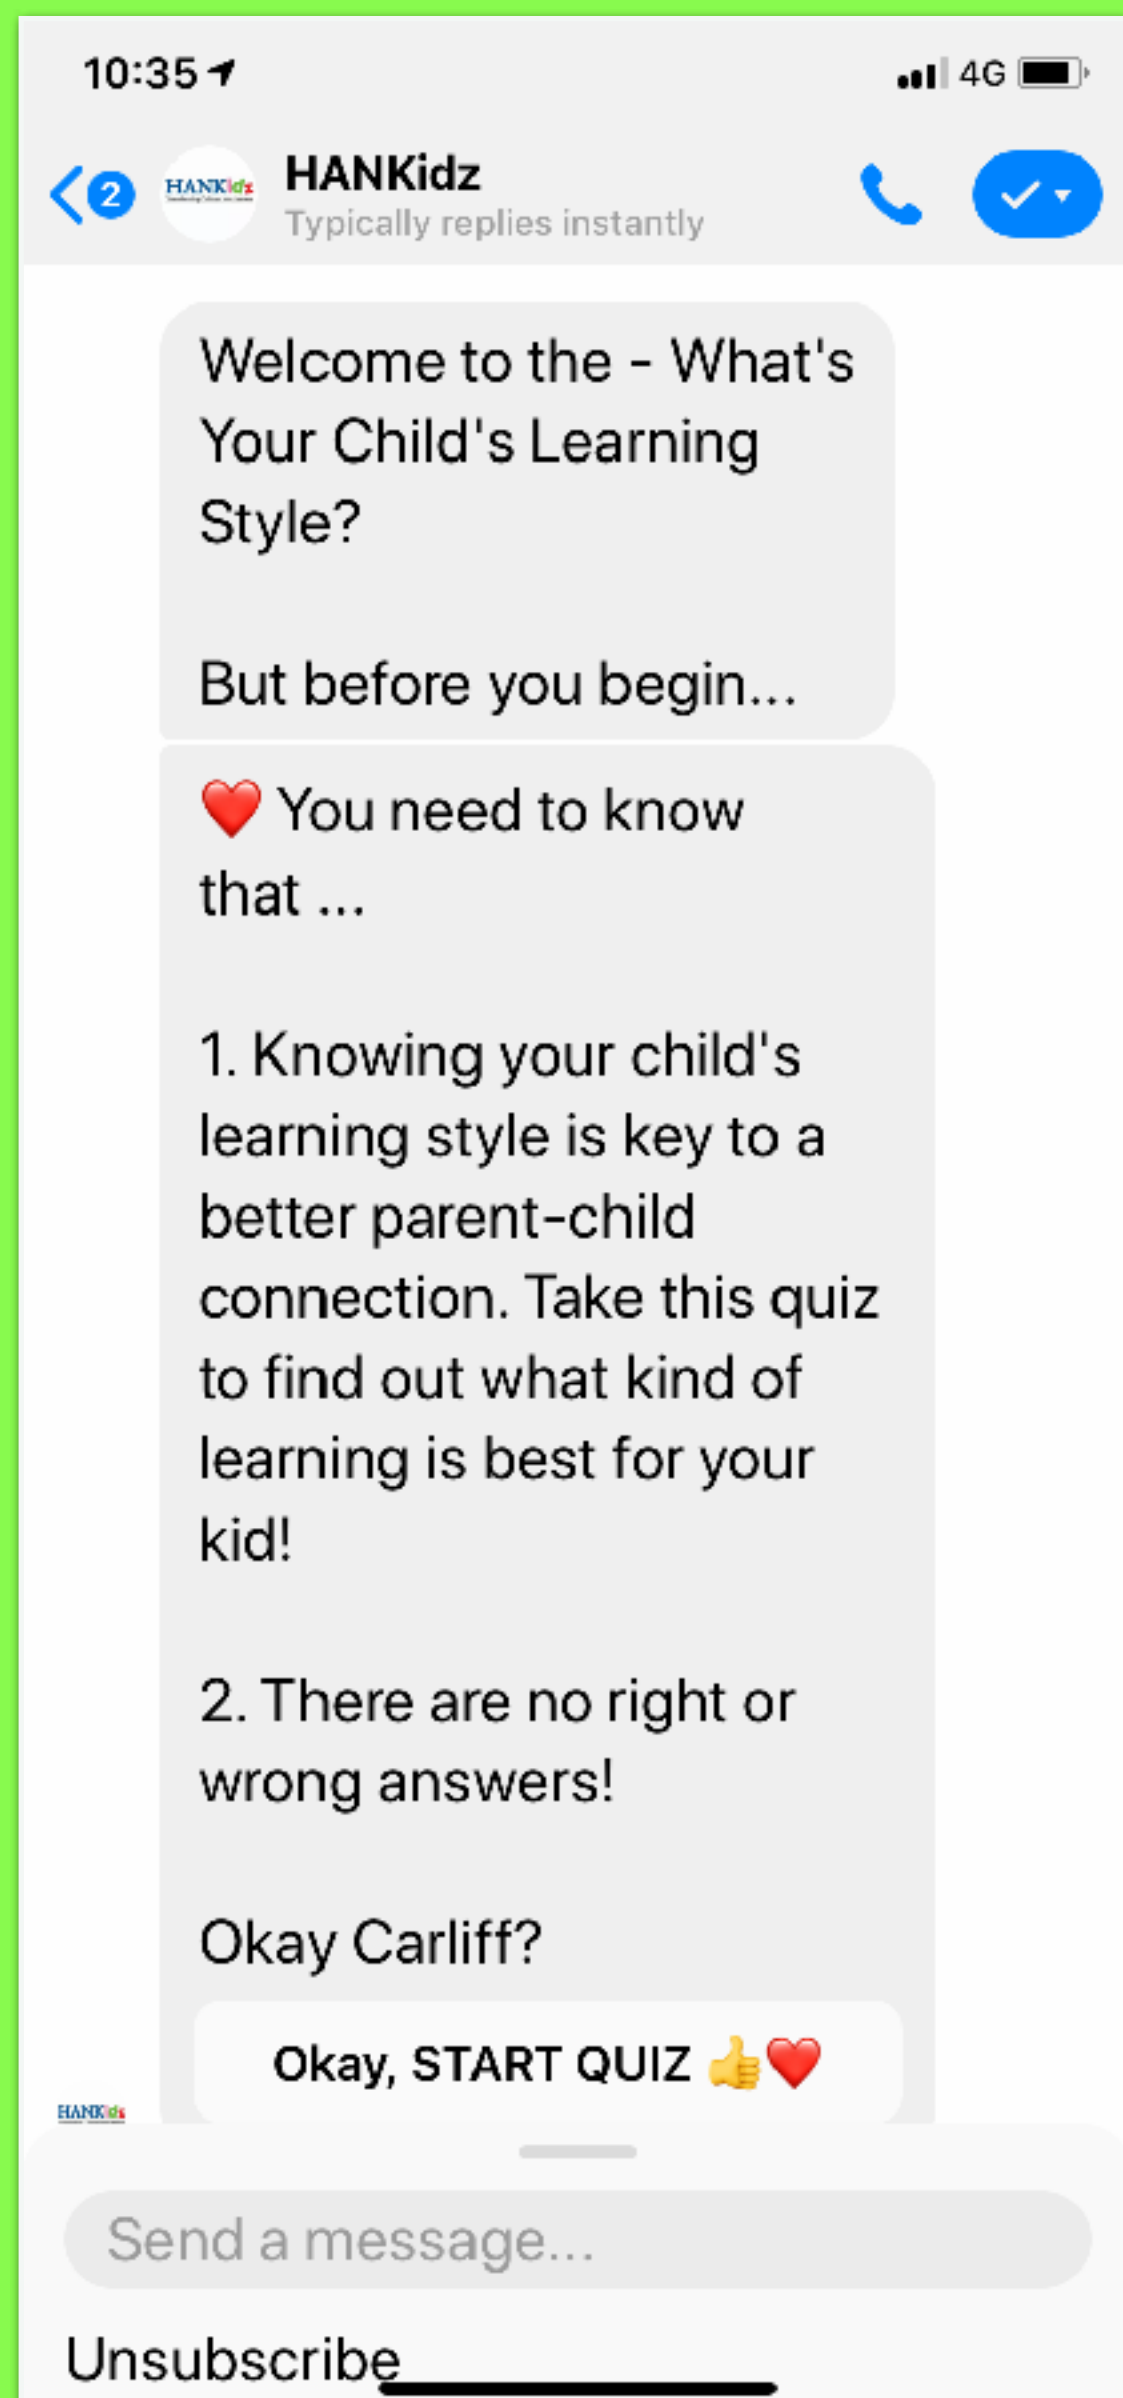 10:35
4G
2
HANKidz
HANKidz
Typically replies instantly
Welcome to the - What's
Your Child's Learning
Style?
But before you begin...
❤️ You need to know
that ...
1. Knowing your child's
learning style is key to a
better parent-child
connection. Take this quiz
to find out what kind of
learning is best for your
kid!
2. There are no right or
wrong answers!
Okay Carliff?
Okay, START QUIZ 👍❤️
HANKidz
Send a message...
Unsubscribe